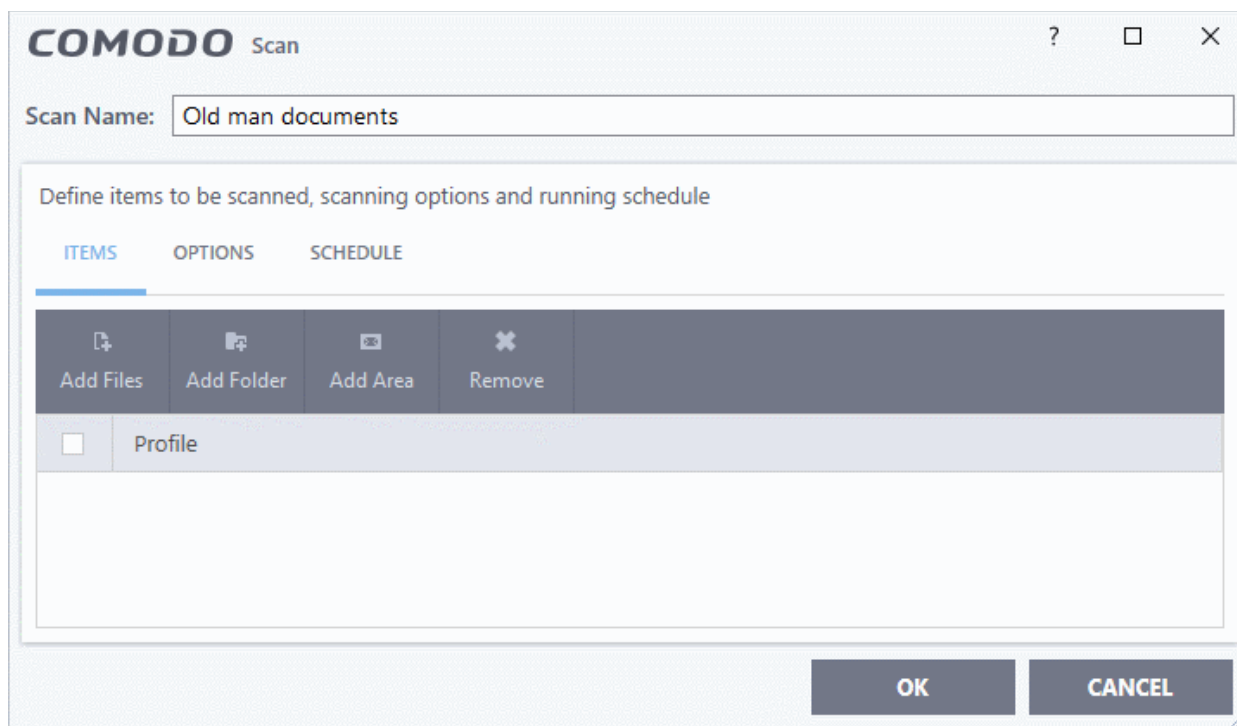 COMODO Scan ?
Scan Name: Old man documents
Define items to be scanned, scanning options and running schedule
ITEMS OPTIONS SCHEDULE
Add Files Add Folder Add Area Remove
Profile
OK CANCEL